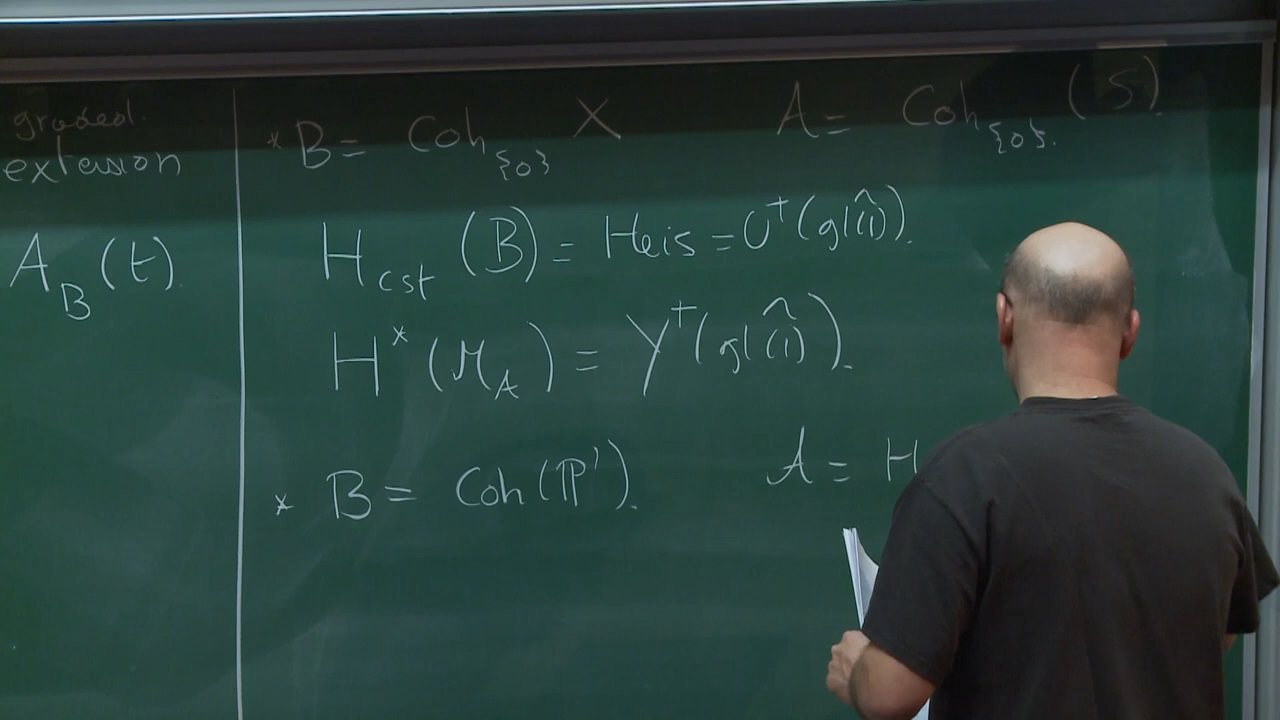 graded.
extension
A_B(t).
* B = Coh_{0} X A = Coh_{0}. (S).
H_cst (B) = Heis = U^+(gl(1)^).
H^*(M_A) = Y^+(gl(1)^).
* B = Coh(P^1). A = H